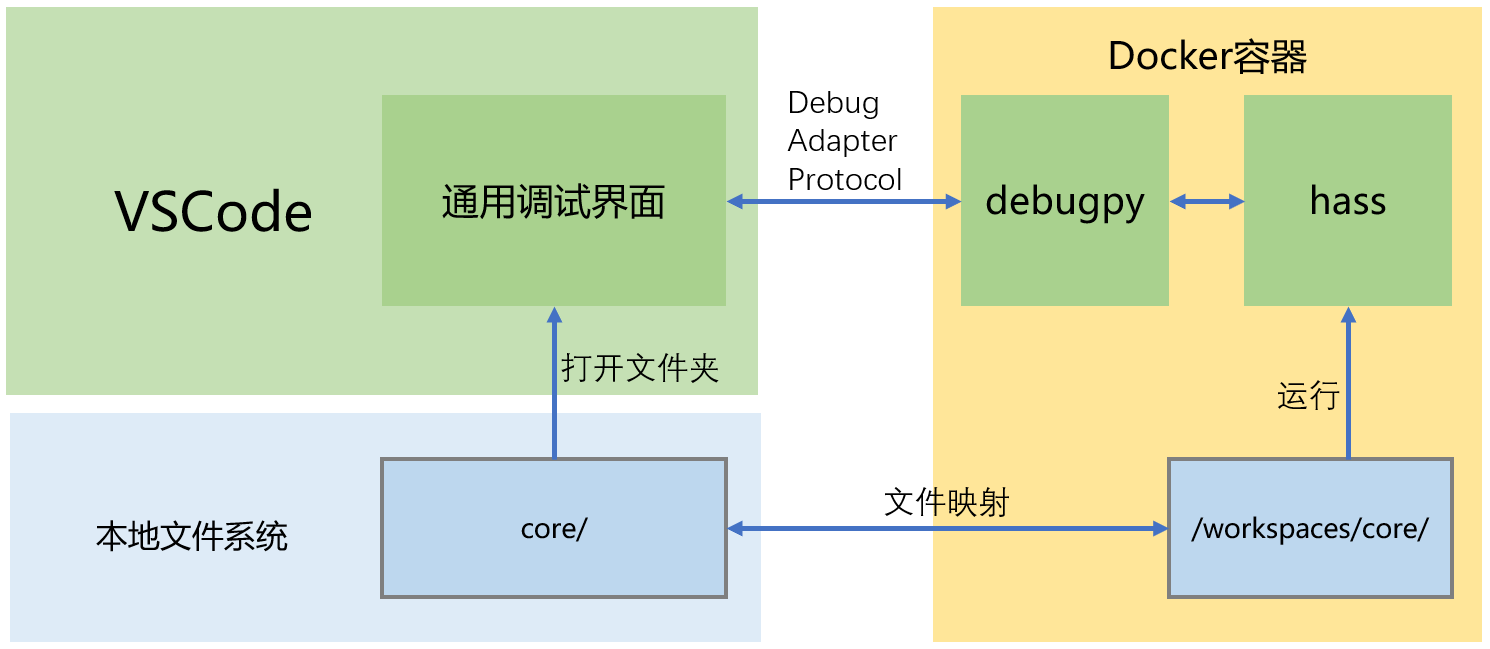 Docker容器
Debug
Adapter
Protocol
VSCode
通用调试界面
debugpy
hass
打开文件夹
运行
文件映射
本地文件系统
core/
/workspaces/core/